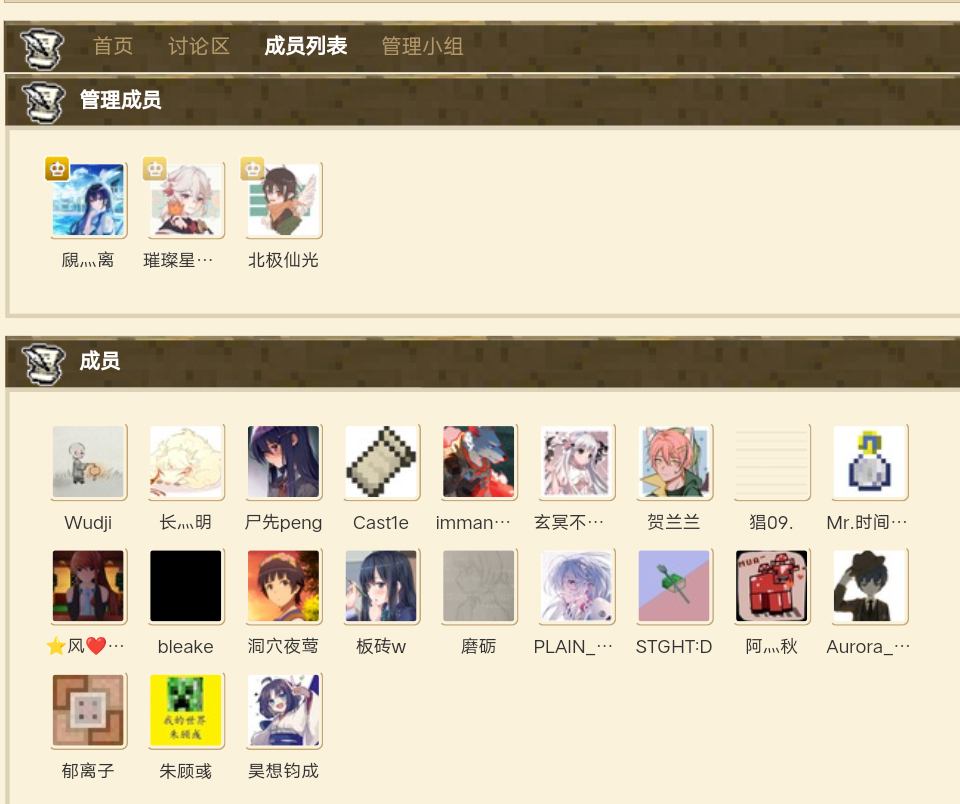 首页 讨论区 成员列表 管理小组
管理成员
覛灬离 璀璨星… 北极仙光
成员
Wudji 长灬明 尸先peng Cast1e imman… 玄冥不… 贺兰兰 猖09. Mr.时间…
⭐风❤️… bleake 洞穴夜莺 板砖w 磨砺 PLAIN_… STGHT:D 阿灬秋 Aurora_…
MUA~
我的世界
朱顾彧
郁离子 朱顾彧 昊想钧成